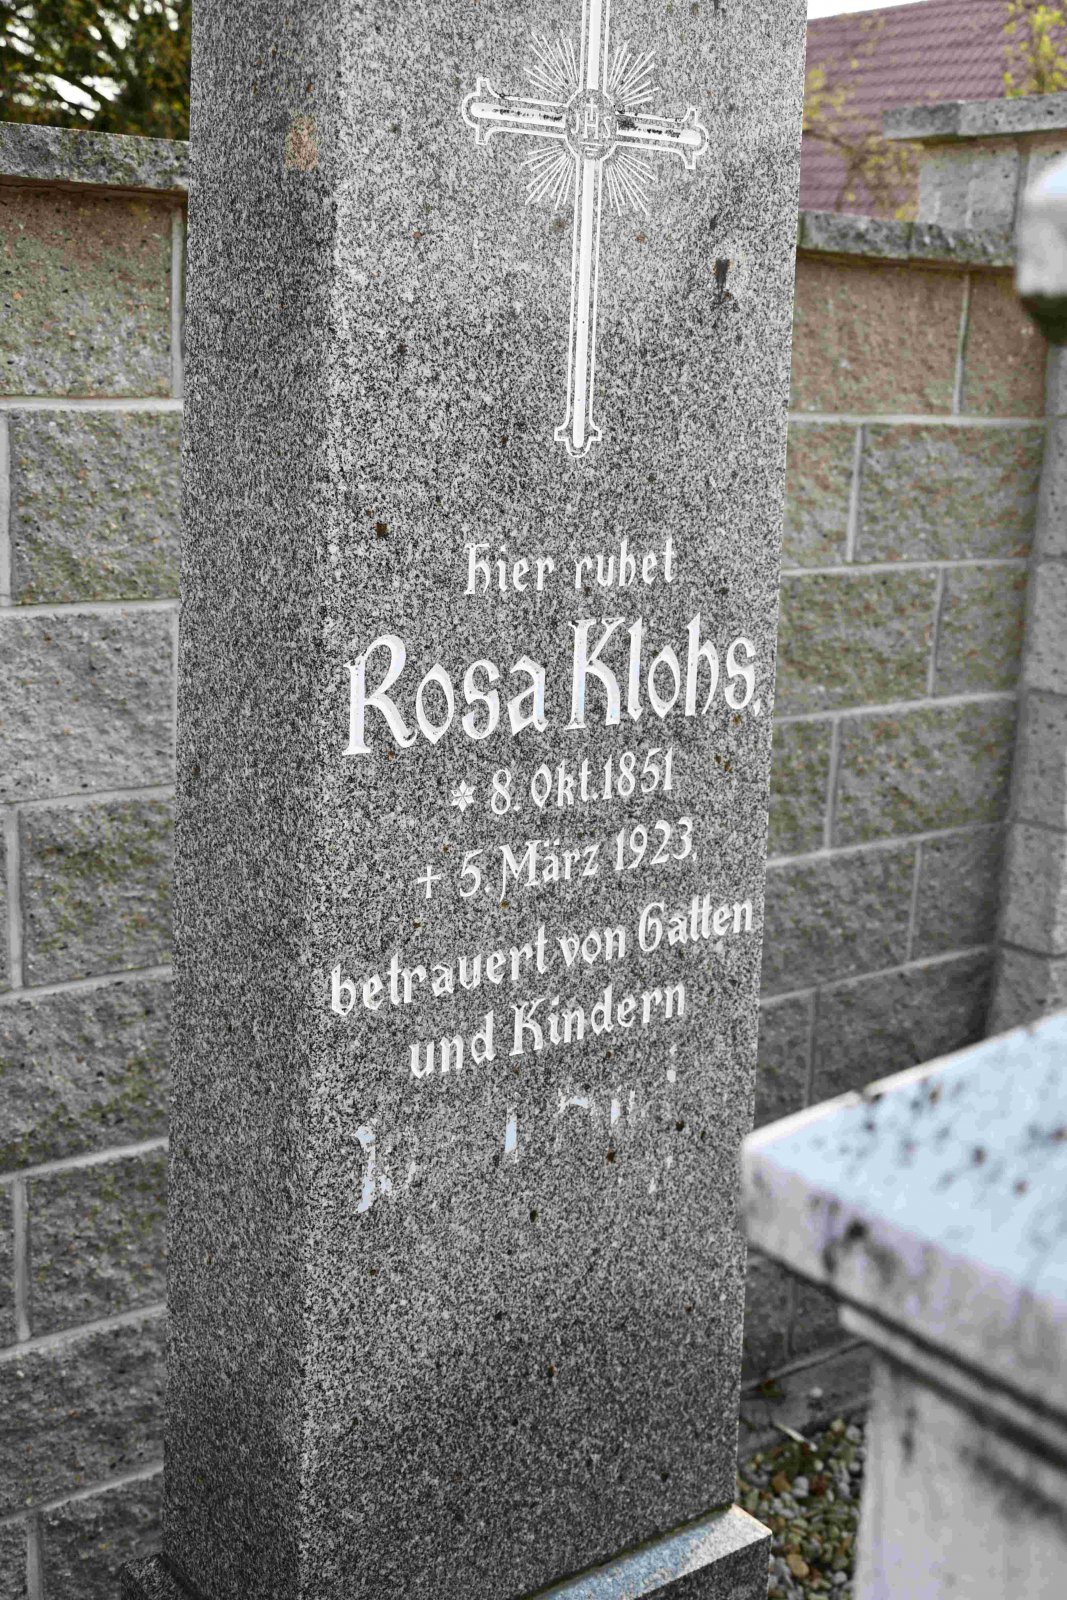 IHS
Hier ruhet
Rosa Klohs.
* 8. Okt. 1851
+ 5. März 1923.
betrauert von Gatten
und Kindern